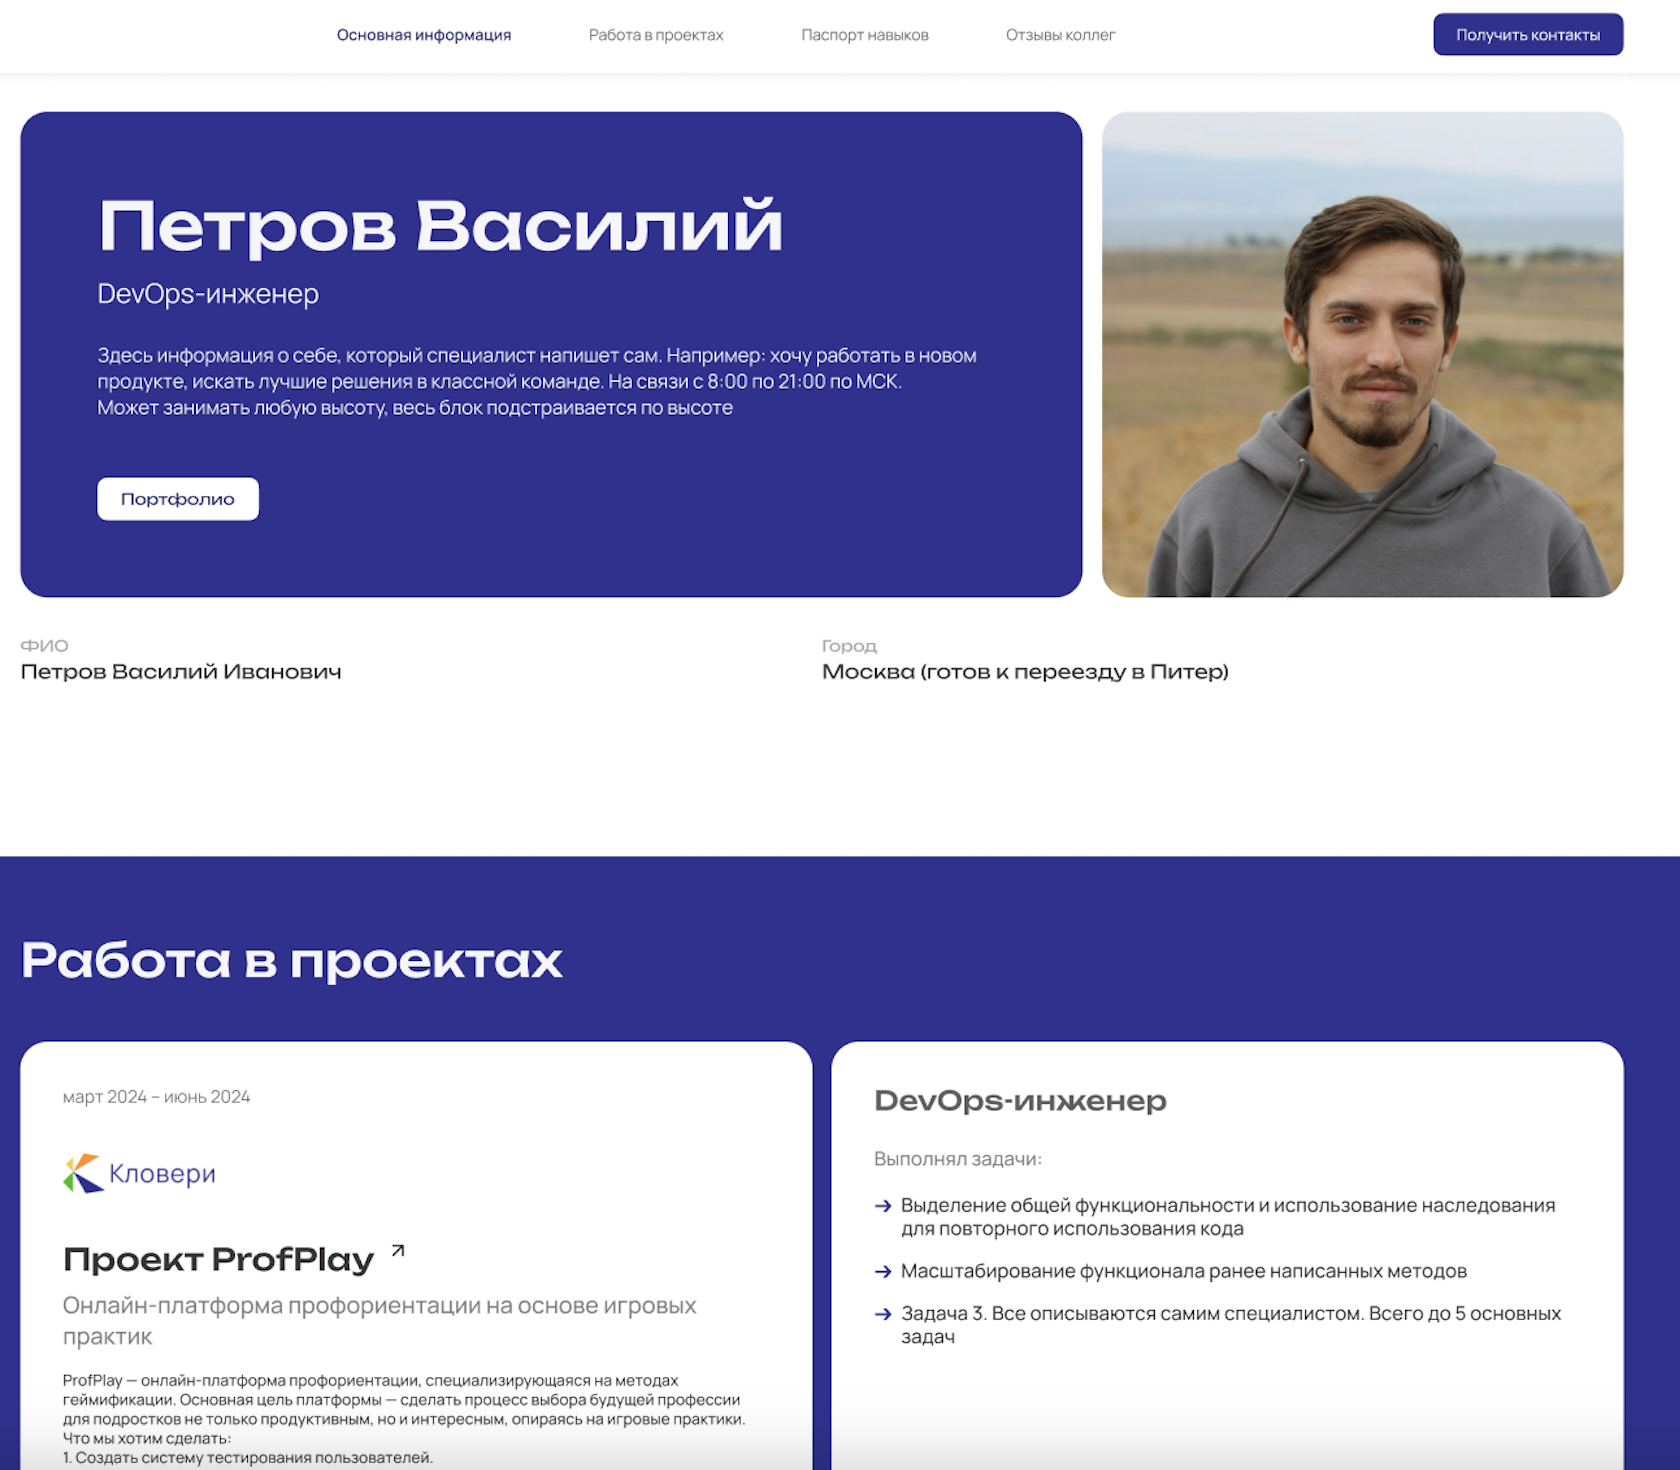 Основная информация
Работа в проектах
Паспорт навыков
Отзывы коллег
Получить контакты
Петров Василий
DevOps-инженер
Здесь информация о себе, который специалист напишет сам. Например: хочу работать в новом
продукте, искать лучшие решения в классной команде. На связи с 8:00 по 21:00 по МСК.
Может занимать любую высоту, весь блок подстраивается по высоте
Портфолио
ФИО
Петров Василий Иванович
Город
Москва (готов к переезду в Питер)
Работа в проектах
март 2024 – июнь 2024
Кловери
Проект ProfPlay
Онлайн-платформа профориентации на основе игровых
практик
ProfPlay — онлайн-платформа профориентации, специализирующаяся на методах
геймификации. Основная цель платформы — сделать процесс выбора будущей профессии
для подростков не только продуктивным, но и интересным, опираясь на игровые практики.
Что мы хотим сделать:
1. Создать систему тестирования пользователей.
DevOps-инженер
Выполнял задачи:
Выделение общей функциональности и использование наследования
для повторного использования кода
Масштабирование функционала ранее написанных методов
Задача 3. Все описываются самим специалистом. Всего до 5 основных
задач